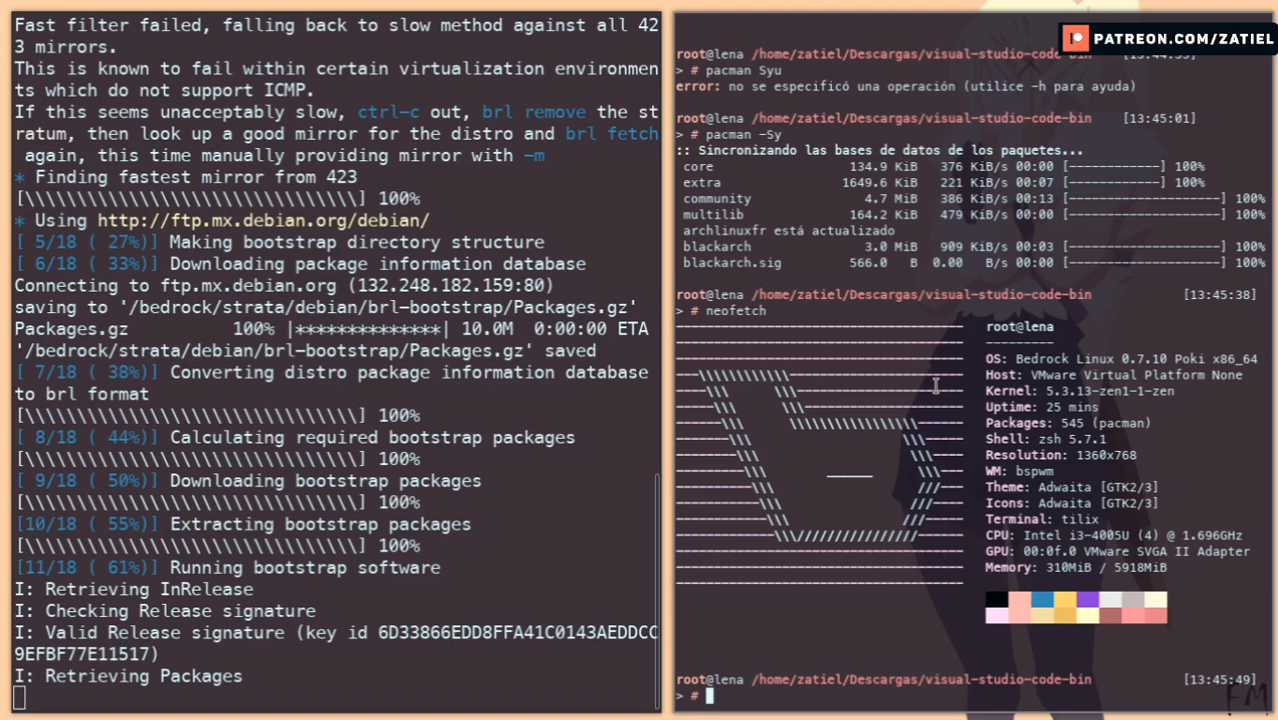 Fast filter failed, falling back to slow method against all 42
3 mirrors.
This is known to fail within certain virtualization environmen
ts which do not support ICMP.
If this seems unacceptably slow, ctrl-c out, brl remove the st
ratum, then look up a good mirror for the distro and brl fetch
again, this time manually providing mirror with -m
* Finding fastest mirror from 423
[\\\\\\\\\\\\\\\\\\\\\\\\\\\\\\\\\] 100%
* Using http://ftp.mx.debian.org/debian/
[ 5/18 ( 27%)] Making bootstrap directory structure
[ 6/18 ( 33%)] Downloading package information database
Connecting to ftp.mx.debian.org (132.248.182.159:80)
saving to '/bedrock/strata/debian/brl-bootstrap/Packages.gz'
Packages.gz 100% |**************| 10.0M 0:00:00 ETA
'/bedrock/strata/debian/brl-bootstrap/Packages.gz' saved
[ 7/18 ( 38%)] Converting distro package information database
to brl format
[\\\\\\\\\\\\\\\\\\\\\\\\\\\\\\\\\] 100%
[ 8/18 ( 44%)] Calculating required bootstrap packages
[\\\\\\\\\\\\\\\\\\\\\\\\\\\\\\\\\] 100%
[ 9/18 ( 50%)] Downloading bootstrap packages
[\\\\\\\\\\\\\\\\\\\\\\\\\\\\\\\\\] 100%
[10/18 ( 55%)] Extracting bootstrap packages
[\\\\\\\\\\\\\\\\\\\\\\\\\\\\\\\\\] 100%
[11/18 ( 61%)] Running bootstrap software
I: Retrieving InRelease
I: Checking Release signature
I: Valid Release signature (key id 6D33866EDD8FFA41C0143AEDDCC
9EFBF77E11517)
I: Retrieving Packages
PATREON.COM/ZATIEL
root@lena /home/zatiel/Descargas/visual-studio-code-bin
> # pacman Syu
error: no se especificó una operación (utilice -h para ayuda)
root@lena /home/zatiel/Descargas/visual-studio-code-bin [13:45:01]
> # pacman -Sy
:: Sincronizando las bases de datos de los paquetes...
core 134.9 KiB 376 KiB/s 00:00 [------------] 100%
extra 1649.6 KiB 221 KiB/s 00:07 [------------] 100%
community 4.7 MiB 386 KiB/s 00:13 [--------------------] 100%
multilib 164.2 KiB 479 KiB/s 00:00 [--------------------] 100%
archlinuxfr está actualizado
blackarch 3.0 MiB 909 KiB/s 00:03 [--------------------] 100%
blackarch.sig 566.0 B 0.00 B/s 00:00 [--------------------] 100%
root@lena /home/zatiel/Descargas/visual-studio-code-bin [13:45:38]
> # neofetch
root@lena
---------
OS: Bedrock Linux 0.7.10 Poki x86_64
Host: VMware Virtual Platform None
Kernel: 5.3.13-zen1-1-zen
Uptime: 25 mins
Packages: 545 (pacman)
Shell: zsh 5.7.1
Resolution: 1360x768
WM: bspwm
Theme: Adwaita [GTK2/3]
Icons: Adwaita [GTK2/3]
Terminal: tilix
CPU: Intel i3-4005U (4) @ 1.696GHz
GPU: 00:0f.0 VMware SVGA II Adapter
Memory: 310MiB / 5918MiB
root@lena /home/zatiel/Descargas/visual-studio-code-bin [13:45:49]
> #